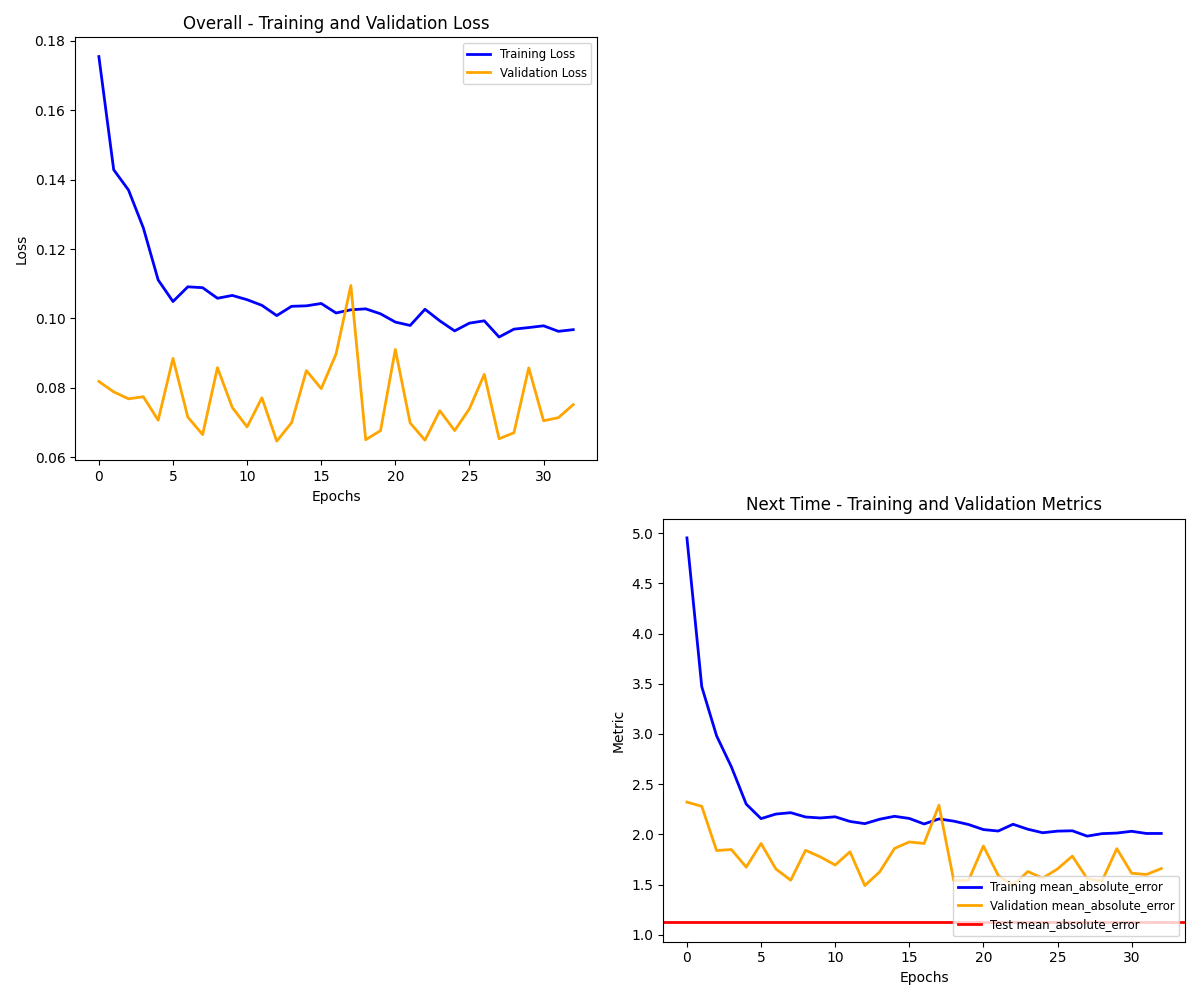 Overall - Training and Validation Loss
0.18
0.16
0.14
0.12
0.10
0.08
0.06
Loss
Training Loss
Validation Loss
0 5 10 15 20 25 30
Epochs
Next Time - Training and Validation Metrics
5.0
4.5
4.0
3.5
3.0
2.5
2.0
1.5
1.0
Metric
Training mean_absolute_error
Validation mean_absolute_error
Test mean_absolute_error
0 5 10 15 20 25 30
Epochs